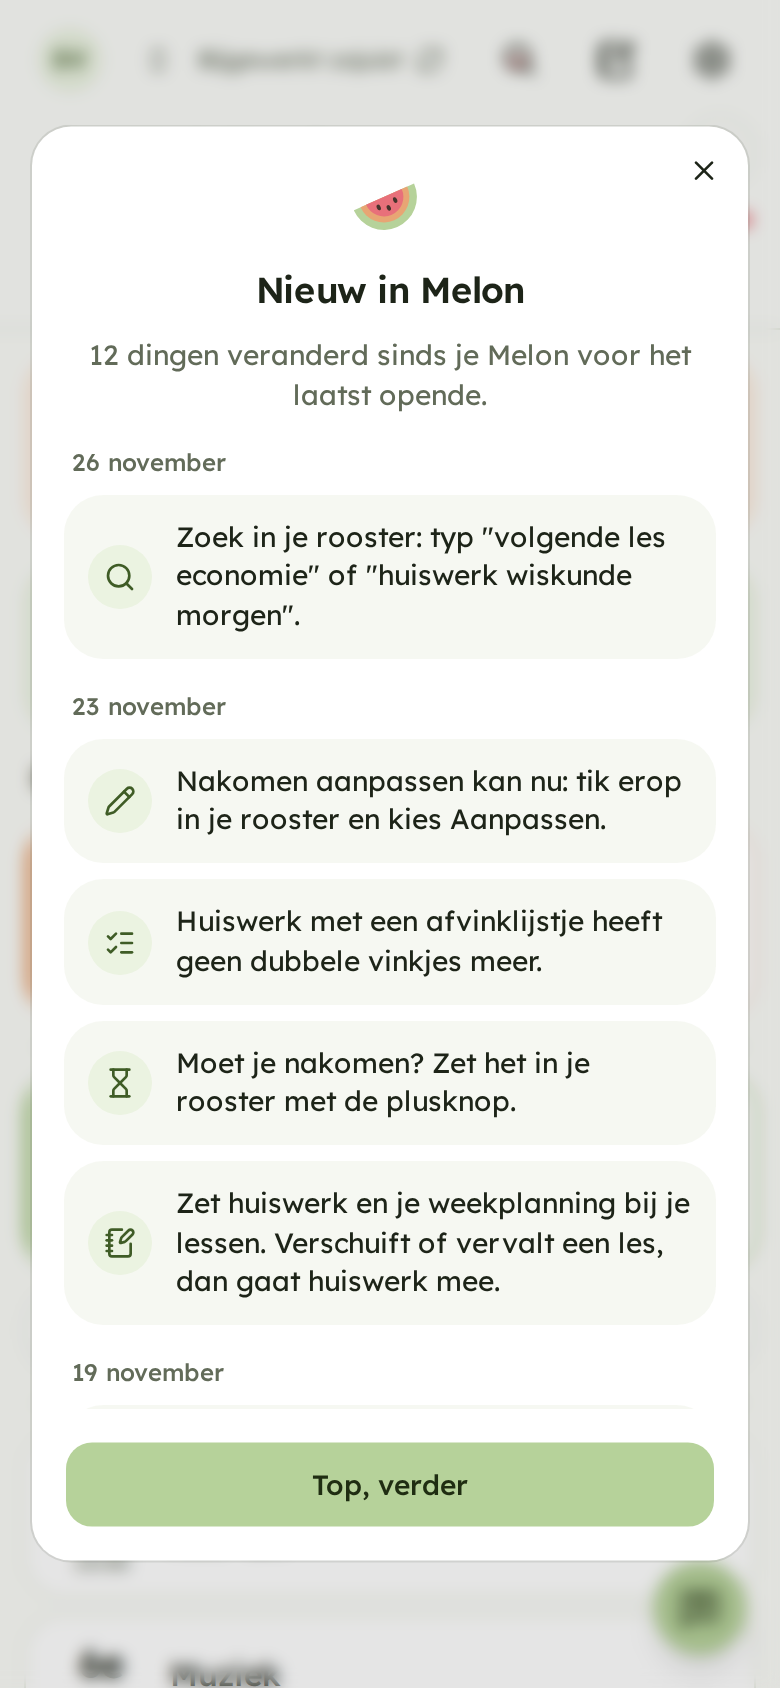 Nieuw in Melon
12 dingen veranderd sinds je Melon voor het
laatst opende.
26 november
Zoek in je rooster: typ "volgende les
economie" of "huiswerk wiskunde
morgen".
23 november
Nakomen aanpassen kan nu: tik erop
in je rooster en kies Aanpassen.
Huiswerk met een afvinklijstje heeft
geen dubbele vinkjes meer.
Moet je nakomen? Zet het in je
rooster met de plusknop.
Zet huiswerk en je weekplanning bij je
lessen. Verschuift of vervalt een les,
dan gaat huiswerk mee.
19 november
Top, verder
Muziek